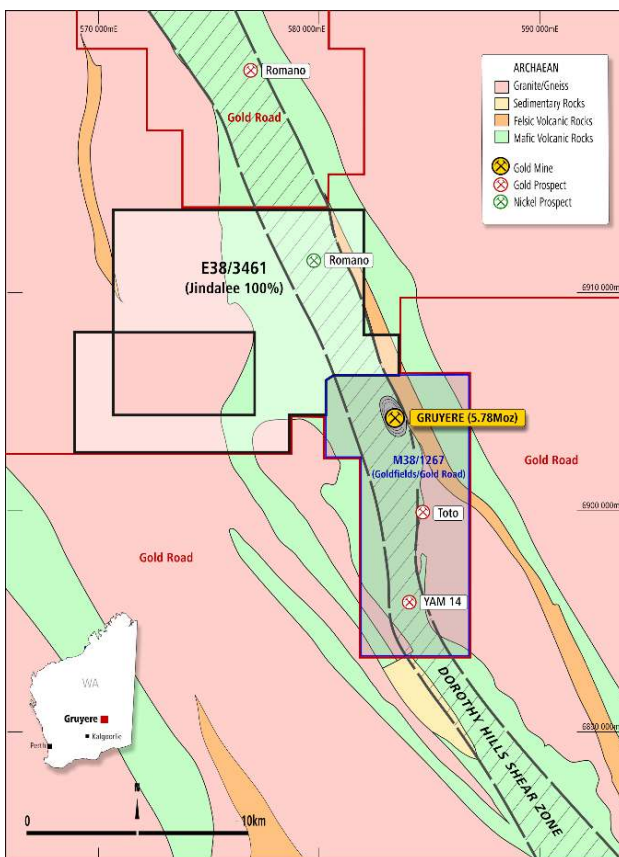 570 000mE
580 000mE
590 000mE
ARCHAEAN
Granite/Gneiss
Sedimentary Rocks
Felsic Volcanic Rocks
Mafic Volcanic Rocks
Gold Mine
Gold Prospect
Nickel Prospect
Romano
Gold Road
E38/3461
(Jindalee 100%)
Romano
6910 000mN
GRUYERE (5.78Moz)
M38/1267
(Goldfields/Gold Road)
Gold Road
Toto
6900 000mN
Gold Road
YAM 14
DOROTHY HILLS SHEAR ZONE
WA
Gruyere
Kalgoorlie
Perth
6890 000mN
N
0
10km